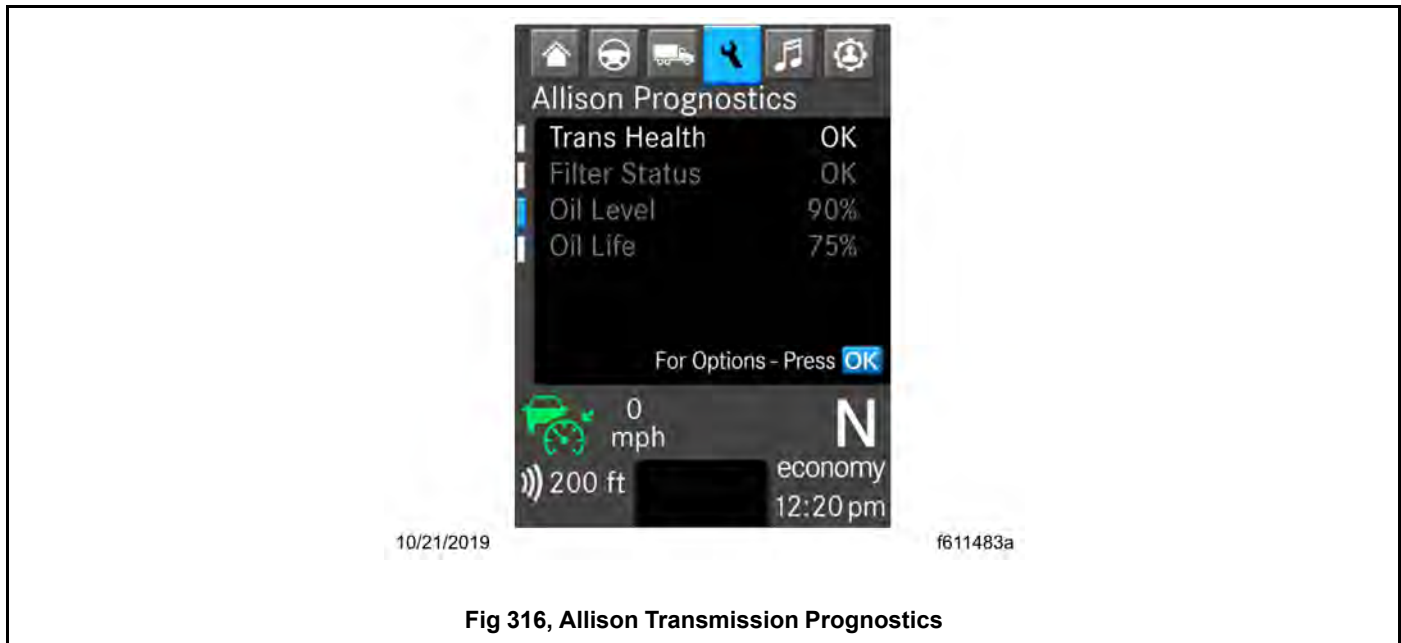 Allison Prognostics
Trans Health OK
Filter Status OK
Oil Level 90%
Oil Life 75%
For Options - Press OK
0
mph
N
economy
200 ft
12:20 pm
10/21/2019 f611483a
Fig 316, Allison Transmission Prognostics